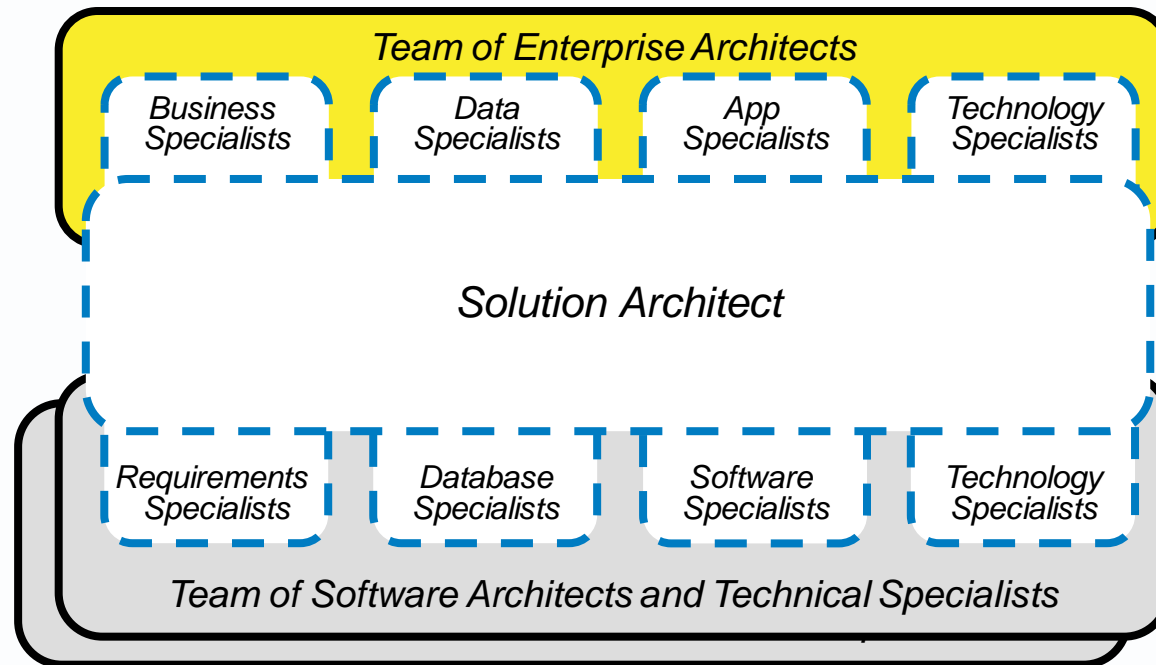 Team of Enterprise Architects
Business
Specialists
Data
Specialists
App
Specialists
Technology
Specialists
Solution Architect
Requirements
Specialists
Database
Specialists
Software
Specialists
Technology
Specialists
Team of Software Architects and Technical Specialists